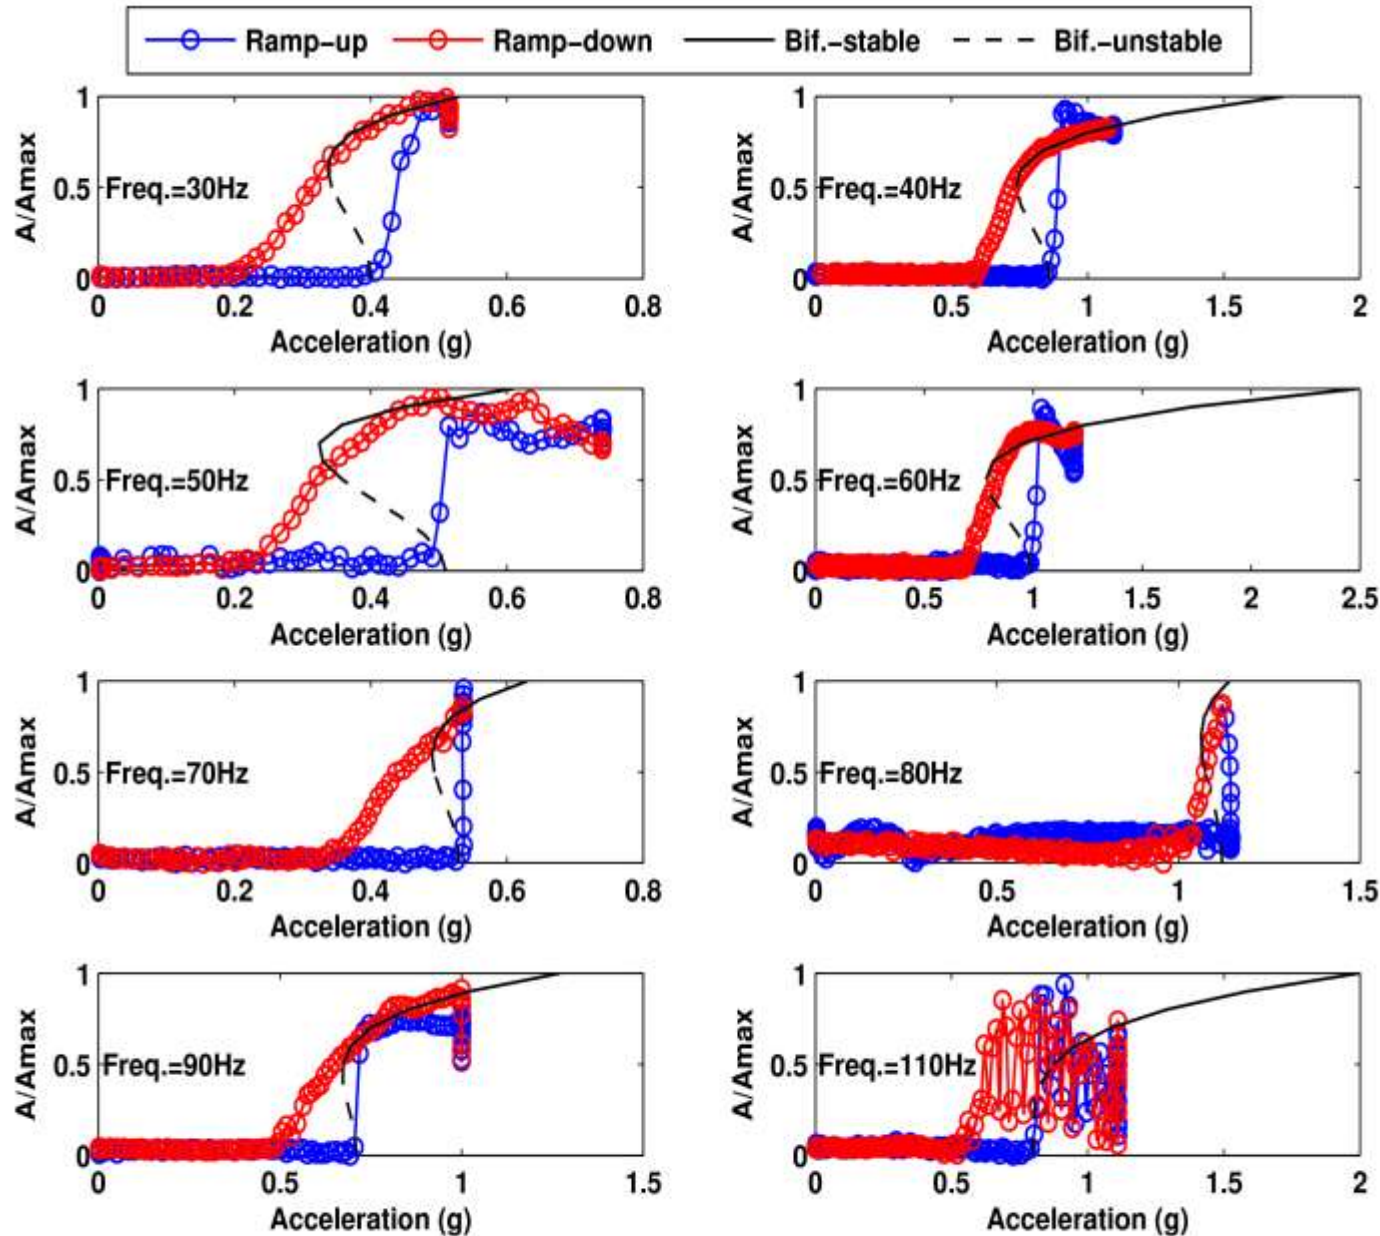 Ramp-up Ramp-down Bif.-stable Bif.-unstable
1
0.5
0
A/Amax
Freq.=30Hz
0 0.2 0.4 0.6 0.8
Acceleration (g)
1
0.5
0
A/Amax
Freq.=40Hz
0 0.5 1 1.5 2
Acceleration (g)
1
0.5
0
A/Amax
Freq.=50Hz
0 0.2 0.4 0.6 0.8
Acceleration (g)
1
0.5
0
A/Amax
Freq.=60Hz
0 0.5 1 1.5 2 2.5
Acceleration (g)
1
0.5
0
A/Amax
Freq.=70Hz
0 0.2 0.4 0.6 0.8
Acceleration (g)
1
0.5
0
A/Amax
Freq.=80Hz
0 0.5 1 1.5
Acceleration (g)
1
0.5
0
A/Amax
Freq.=90Hz
0 0.5 1 1.5
Acceleration (g)
1
0.5
0
A/Amax
Freq.=110Hz
0 0.5 1 1.5 2
Acceleration (g)